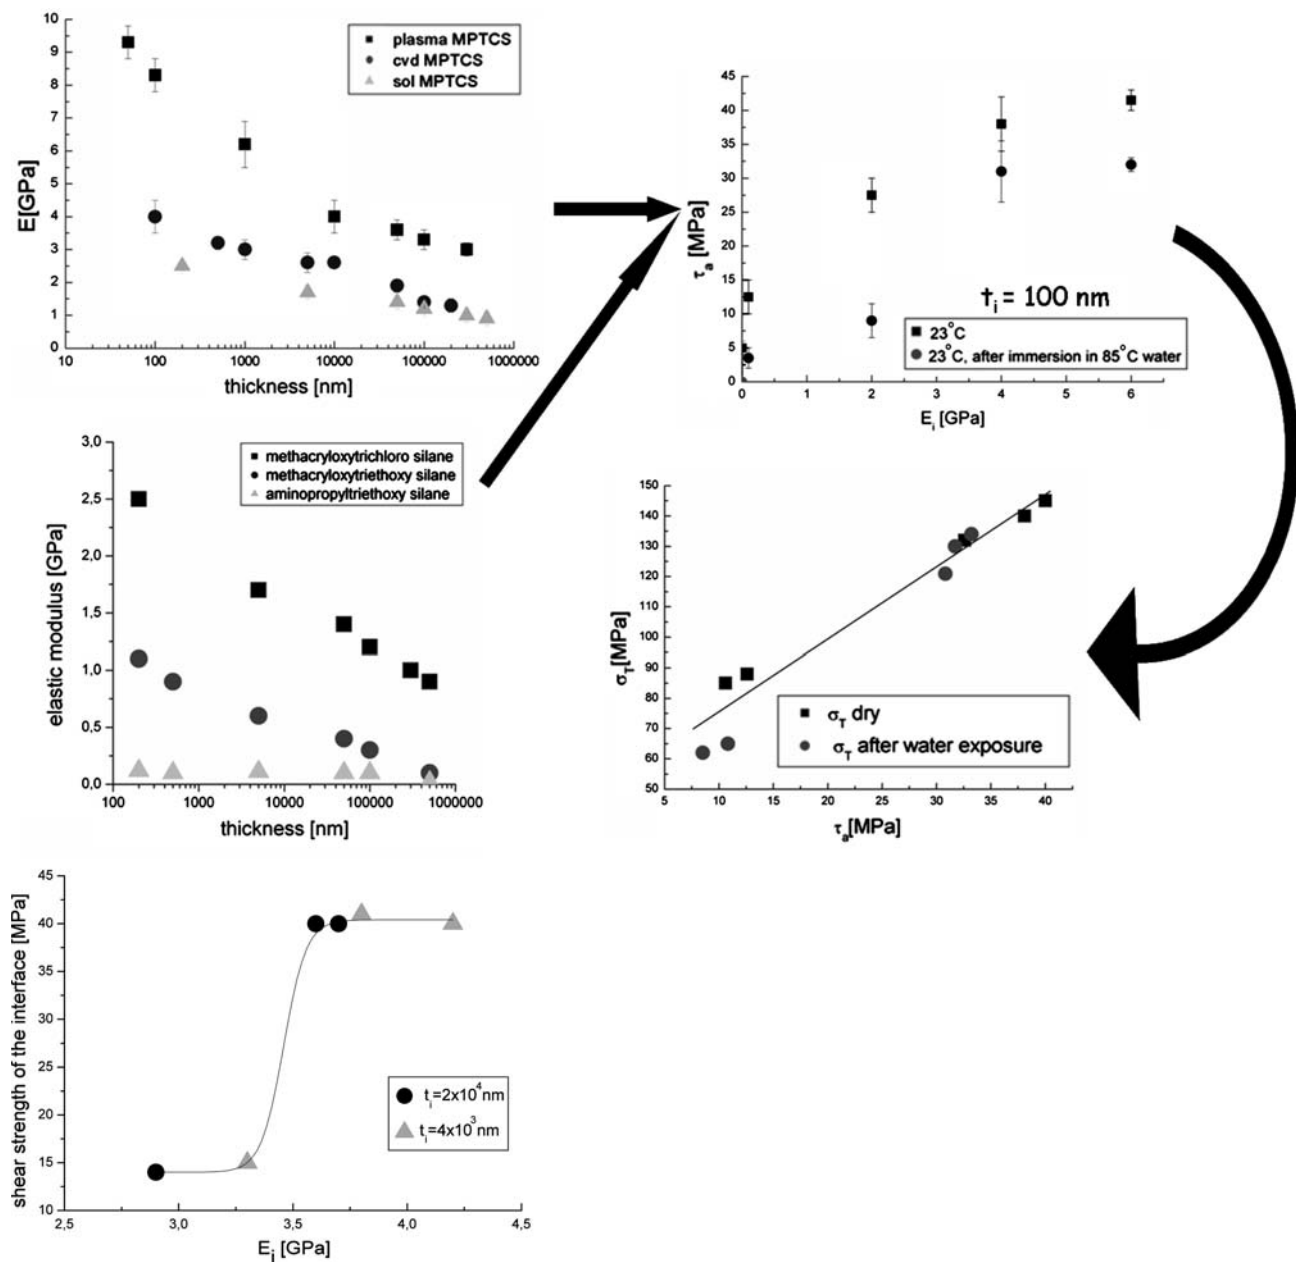 10
9
8
7
6
5
4
3
2
1
0
E[GPa]
plasma MPTCS
cvd MPTCS
sol MPTCS
10 100 1000 10000 100000 1000000
thickness [nm]
45
40
35
30
25
20
15
10
5
0
τa [MPa]
ti = 100 nm
23°C
23°C, after immersion in 85°C water
0 2 4 6
Ei [GPa]
3,0
2,5
2,0
1,5
1,0
0,5
0,0
elastic modulus [GPa]
methacryloxytrichloro silane
methacryloxytriethoxy silane
aminopropyltriethoxy silane
100 1000 10000 100000 1000000
thickness [nm]
150
140
130
120
110
100
90
80
70
60
50
σT[MPa]
σT dry
σT after water exposure
5 10 15 20 25 30 35 40
τa[MPa]
45
40
35
30
25
20
15
10
shear strength of the interface [MPa]
ti=2x10⁴nm
ti=4x10³nm
2,5 3,0 3,5 4,0 4,5
Ei [GPa]